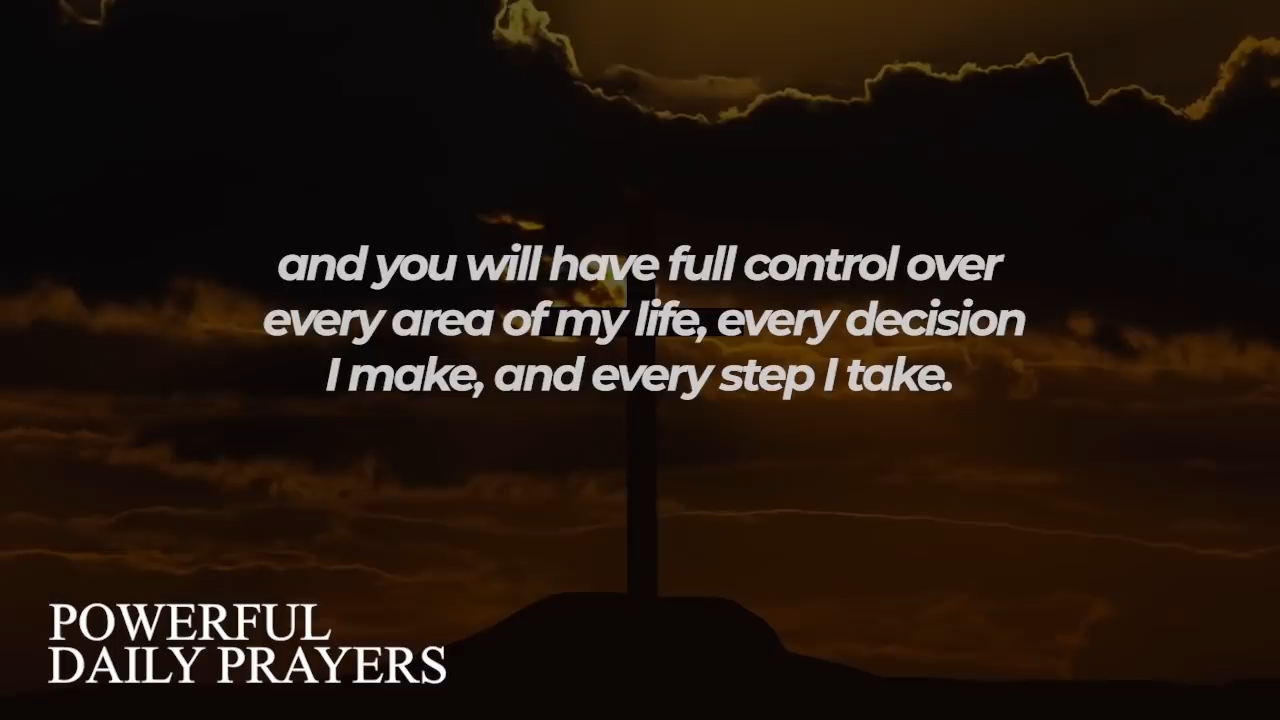 and you will have full control over
every area of my life, every decision
I make, and every step I take.
POWERFUL
DAILY PRAYERS